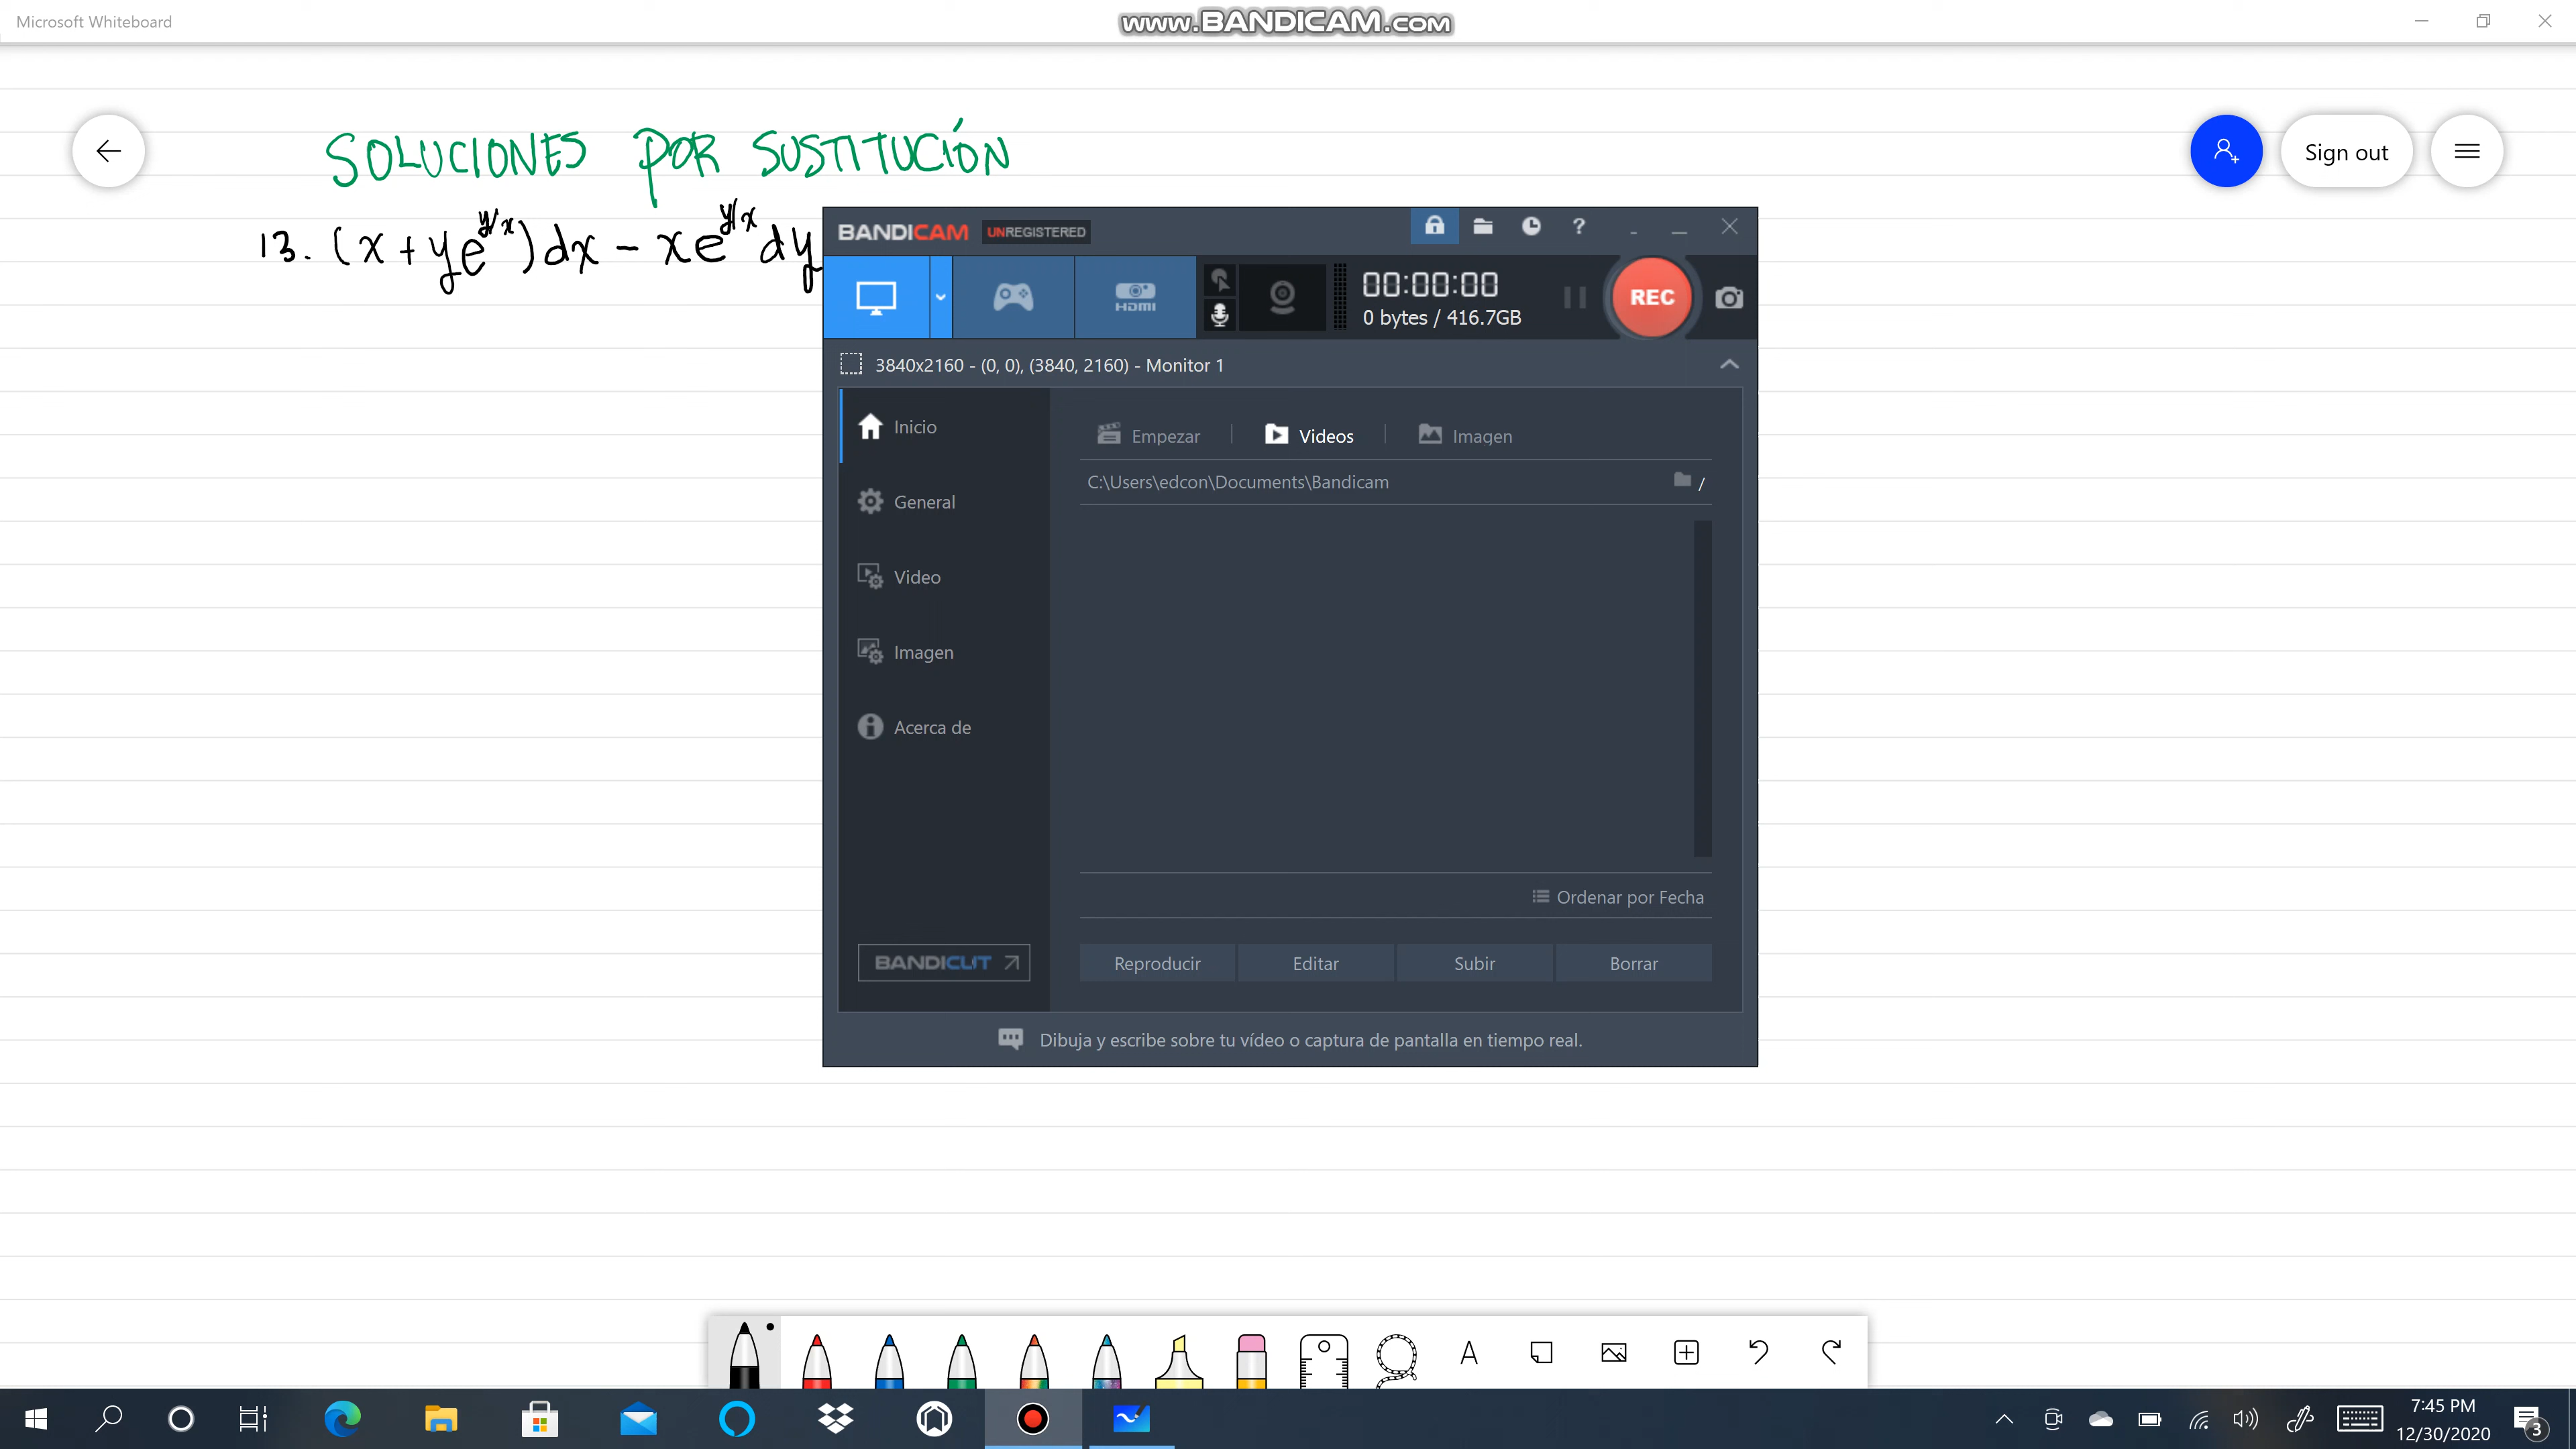 Microsoft Whiteboard
www.BANDICAM.com
SOLUCIONES POR SUSTITUCIÓN
Sign out
13. (x + ye^{y/x})dx − xe^{y/x}dy
BANDICAM UNREGISTERED
?
HDMI
00:00:00
0 bytes / 416.7GB
REC
3840x2160 - (0, 0), (3840, 2160) - Monitor 1
Inicio
General
Video
Imagen
Acerca de
Empezar
Videos
Imagen
C:\Users\edcon\Documents\Bandicam
/
Ordenar por Fecha
BANDICUT
Reproducir
Editar
Subir
Borrar
Dibuja y escribe sobre tu vídeo o captura de pantalla en tiempo real.
A
7:45 PM
12/30/2020
3